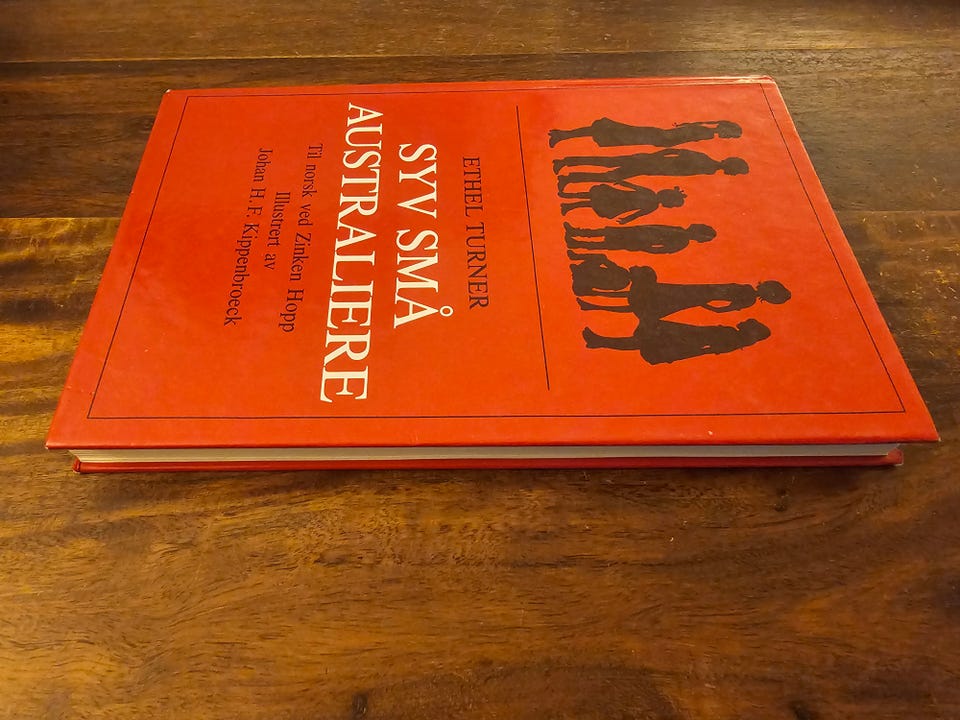 ETHEL TURNER
SYV SMÅ
AUSTRALIERE
Til norsk ved Zinken Hopp
Illustrert av
Johan H. F. Kippenbroeck